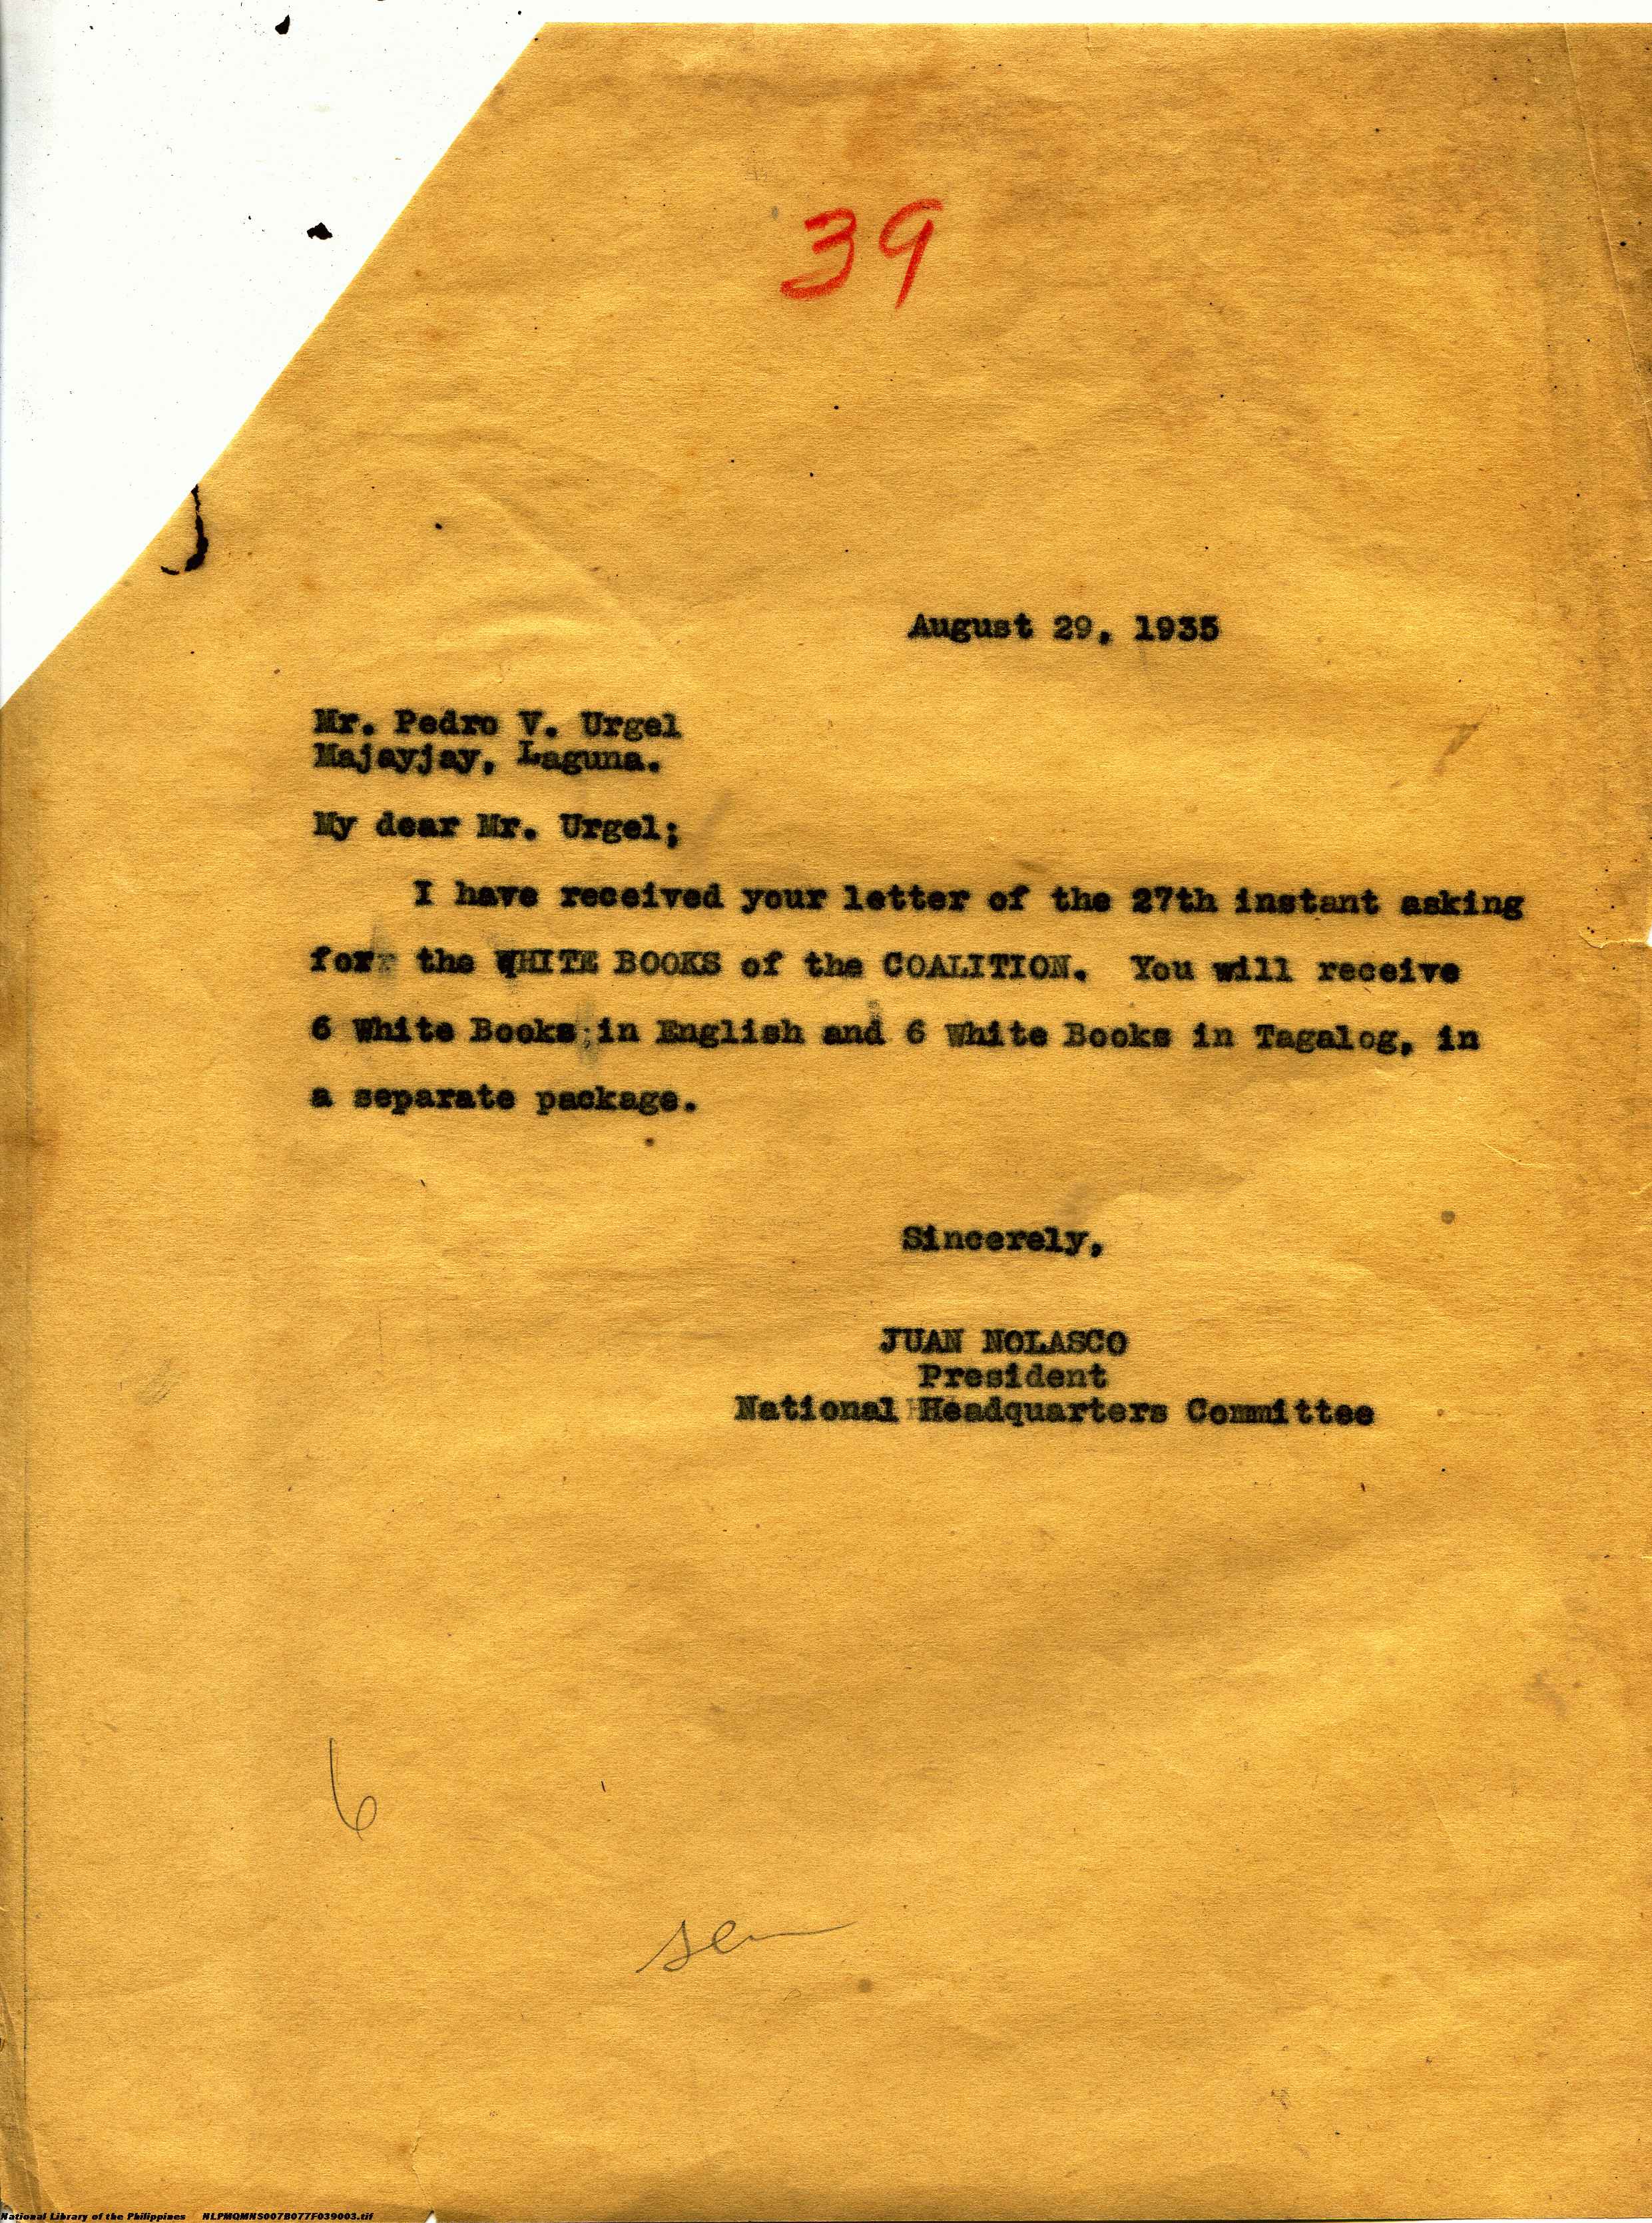 39
August 29, 1935
Mr. Pedro V. Urgel
Majayjay, Laguna.
My dear Mr. Urgel;
I have received your letter of the 27th instant asking
for the WHITE BOOKS of the COALITION. You will receive
6 White Books in English and 6 White Books in Tagalog, in
a separate package.
Sincerely,
JUAN NOLASCO
President
National Headquarters Committee
6
National Library of the Philippines NLPMQMNS007B077F039003.tif